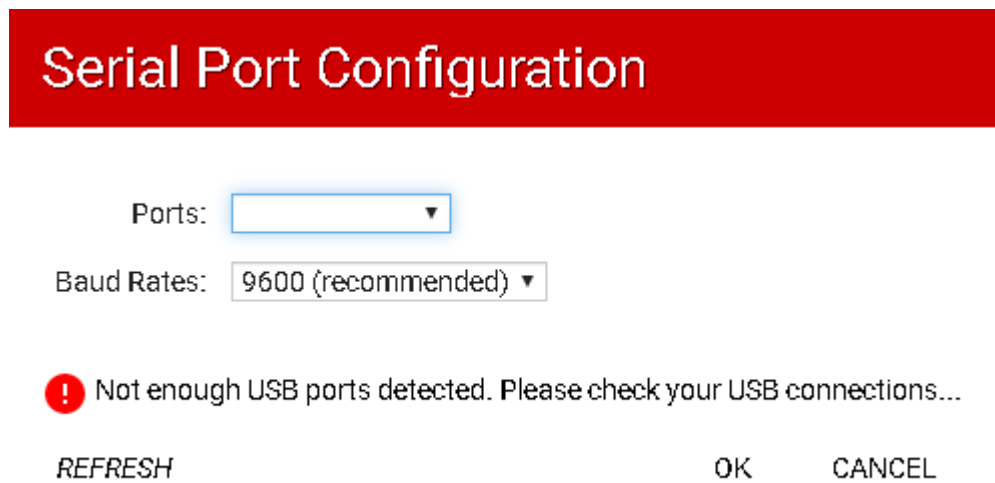 Serial Port Configuration
Ports:
Baud Rates: 9600 (recommended)
Not enough USB ports detected. Please check your USB connections...
REFRESH OK CANCEL